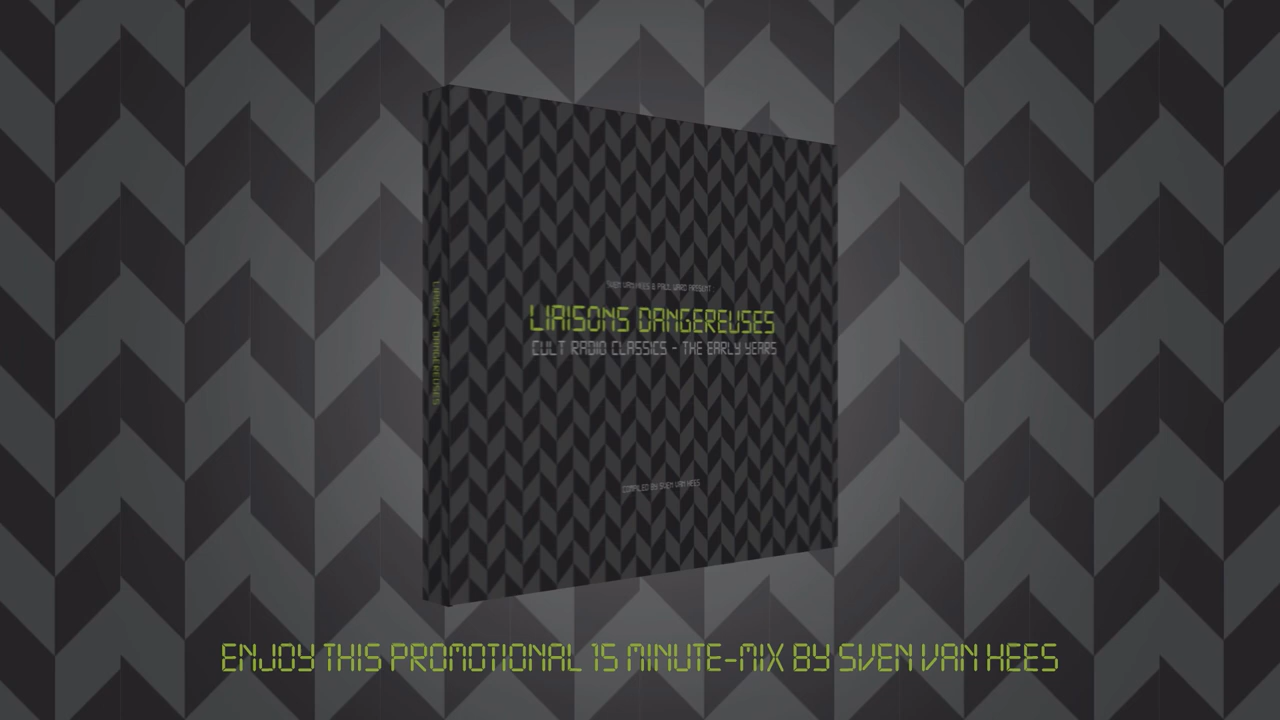 SVEN VAN HEES & PAUL WARD PRESENT
LIAISONS DANGEREUSES
CULT RADIO CLASSICS - THE EARLY YEARS
COMPILED BY SVEN VAN HEES
LIAISONS DANGEREUSES
ENJOY THIS PROMOTIONAL 15 MINUTE-MIX BY SVEN VAN HEES